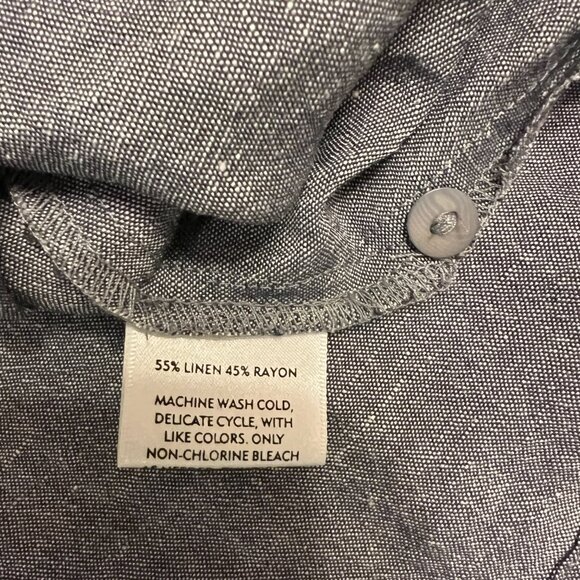 55% LINEN 45% RAYON
MACHINE WASH COLD,
DELICATE CYCLE, WITH
LIKE COLORS. ONLY
NON-CHLORINE BLEACH